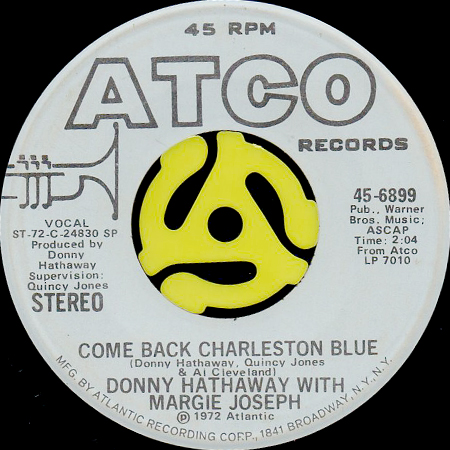 45 RPM
ATCO
RECORDS
45-6899
Pub., Warner
Bros. Music;
ASCAP
Time: 2:04
From Atco
LP 7010
VOCAL
ST-72-C-24830 SP
Produced by
Donny
Hathaway
Supervision:
Quincy Jones
STEREO
COME BACK CHARLESTON BLUE
(Donny Hathaway, Quincy Jones
& Al Cleveland)
DONNY HATHAWAY WITH
MARGIE JOSEPH
℗ 1972 Atlantic
MFG. BY ATLANTIC RECORDING CORP., 1841 BROADWAY, N.Y. N.Y.